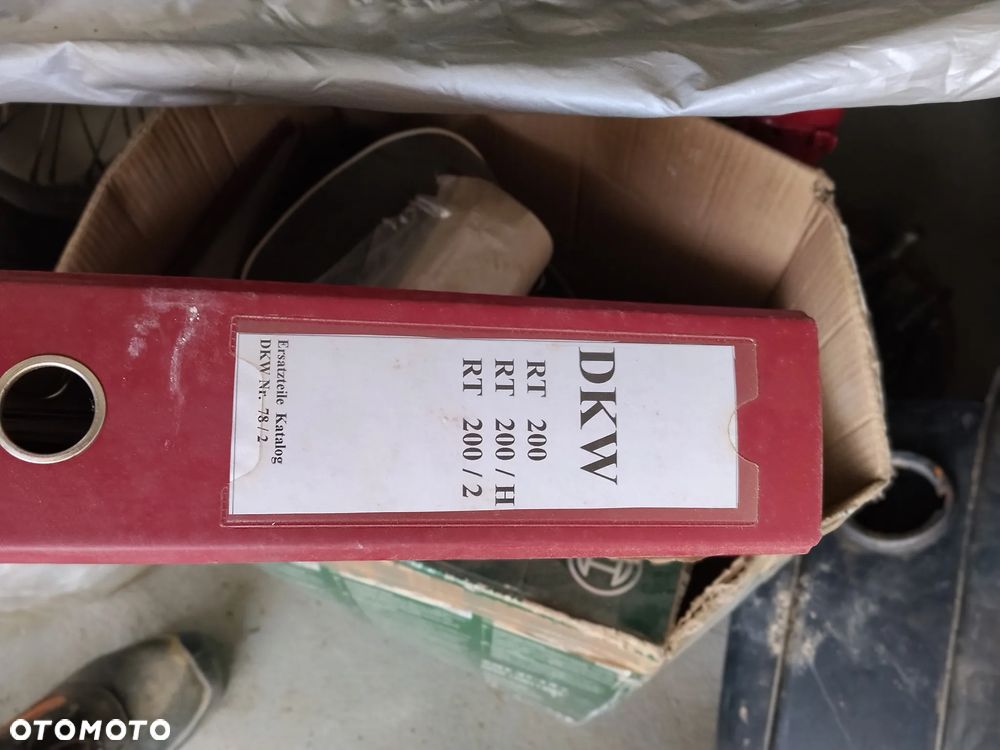 DKW
RT 200
RT 200 / H
RT 200 / 2
Ersatzteile Katalog
DKW Nr. 78 / 2
OTOMOTO